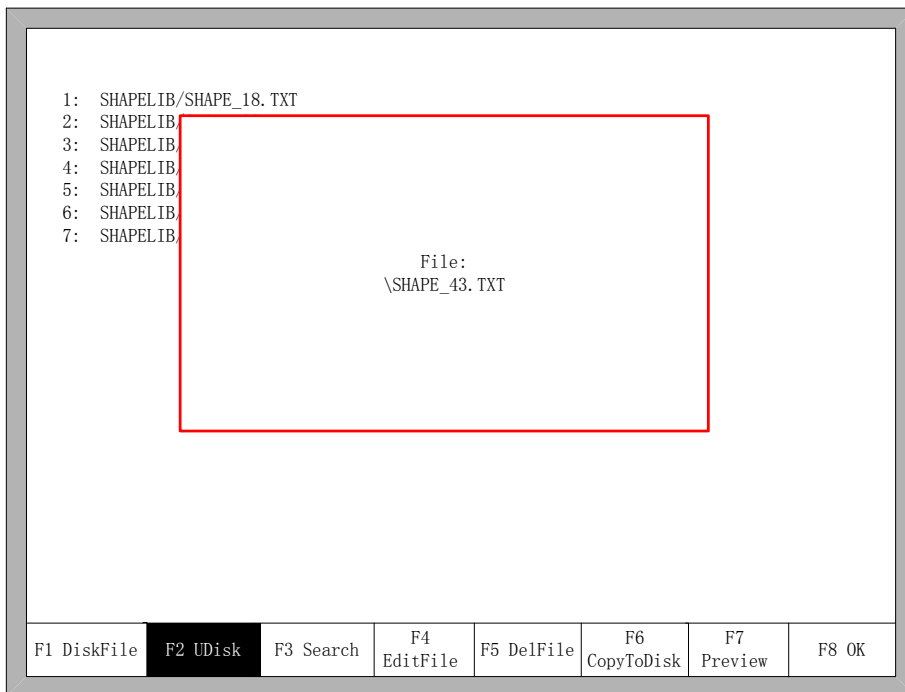 1: SHAPELIB/SHAPE_18.TXT
2: SHAPELIB/
3: SHAPELIB/
4: SHAPELIB/
5: SHAPELIB/
6: SHAPELIB/
7: SHAPELIB/
File:
\SHAPE_43.TXT
F1 DiskFile F2 UDisk F3 Search F4 EditFile F5 DelFile F6 CopyToDisk F7 Preview F8 OK